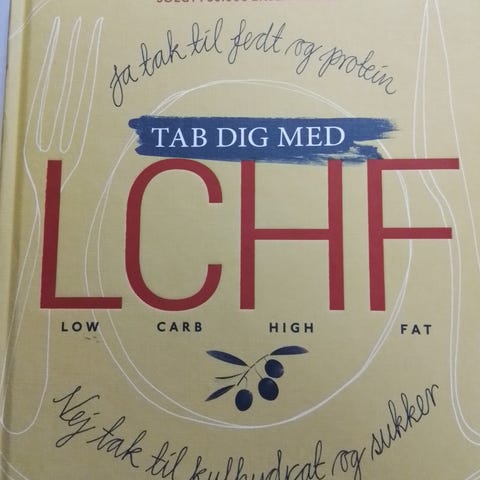 Ja tak til fedt og protein
TAB DIG MED
LCHF
LOW CARB HIGH FAT
Nej tak til kulhydrat og sukker